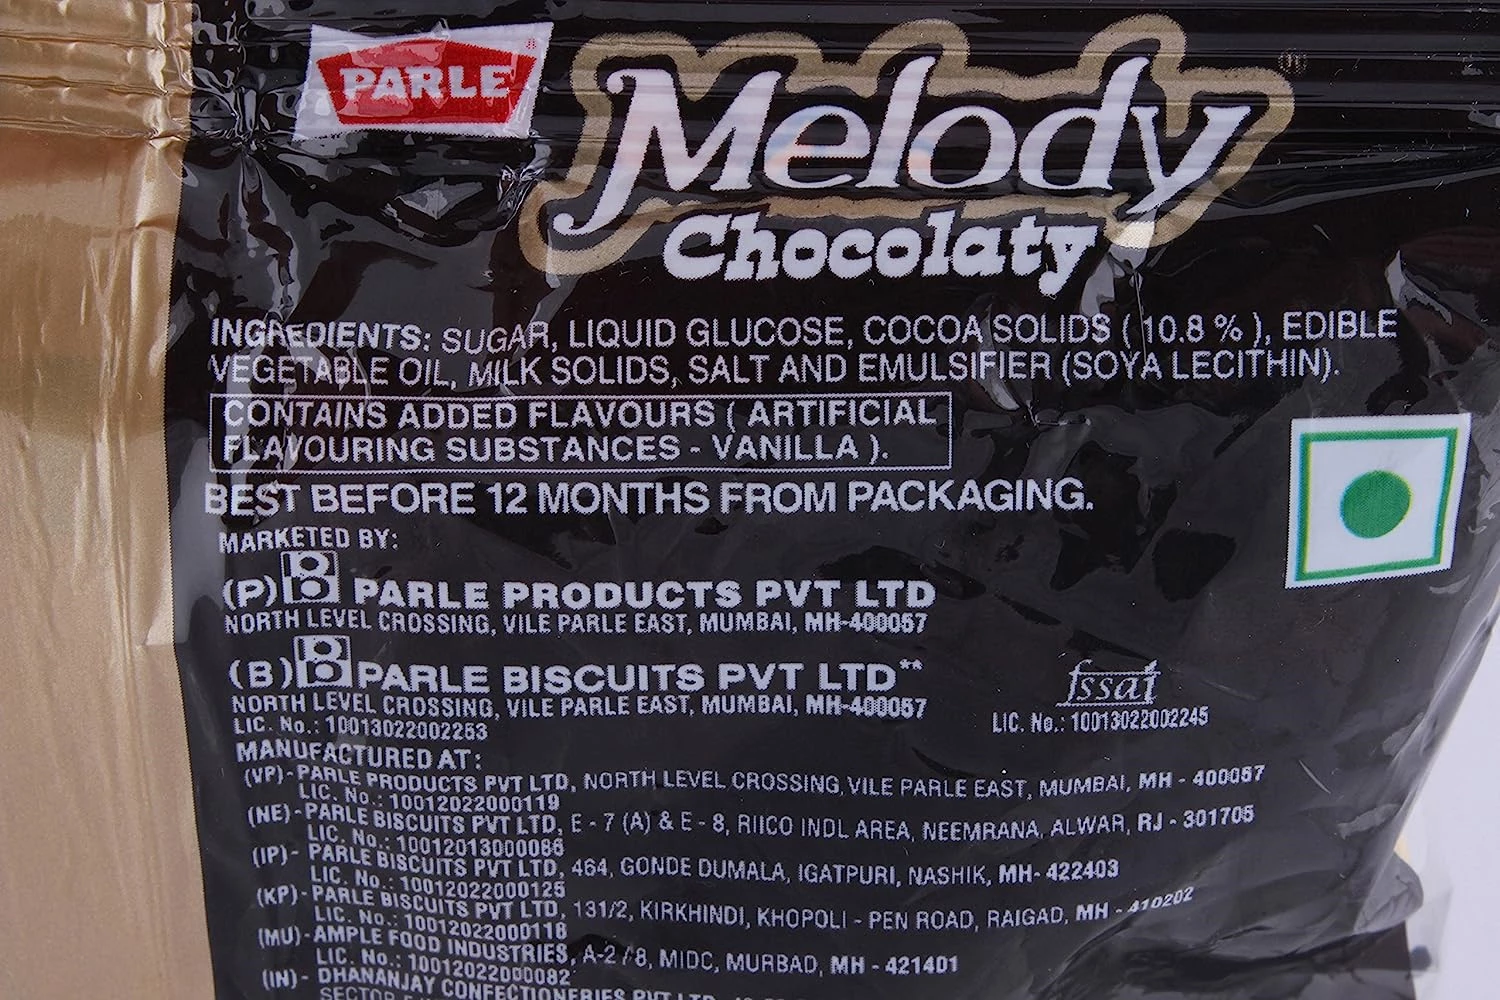 PARLE ®
Melody ®
Chocolaty
INGREDIENTS: SUGAR, LIQUID GLUCOSE, COCOA SOLIDS ( 10.8 % ), EDIBLE
VEGETABLE OIL, MILK SOLIDS, SALT AND EMULSIFIER (SOYA LECITHIN).
CONTAINS ADDED FLAVOURS ( ARTIFICIAL
FLAVOURING SUBSTANCES - VANILLA ).
BEST BEFORE 12 MONTHS FROM PACKAGING.
MARKETED BY:
(P) PARLE PRODUCTS PVT LTD
NORTH LEVEL CROSSING, VILE PARLE EAST, MUMBAI, MH-400057
(B) PARLE BISCUITS PVT LTD**
NORTH LEVEL CROSSING, VILE PARLE EAST, MUMBAI, MH-400057
LIC. No.: 10013022002253
fssai
LIC. No.: 10013022002245
MANUFACTURED AT:
(VP)- PARLE PRODUCTS PVT LTD, NORTH LEVEL CROSSING, VILE PARLE EAST, MUMBAI, MH - 400057
LIC. No.: 10012022000119
(NE)- PARLE BISCUITS PVT LTD, E - 7 (A) & E - 8, RIICO INDL AREA, NEEMRANA, ALWAR, RJ - 301705
LIC. No.: 10012013000086
(IP)- PARLE BISCUITS PVT LTD, 464, GONDE DUMALA, IGATPURI, NASHIK, MH- 422403
LIC. No.: 10012022000125
(KP)- PARLE BISCUITS PVT LTD, 131/2, KIRKHINDI, KHOPOLI - PEN ROAD, RAIGAD, MH - 410202
LIC. No.: 10012022000118
(MU)- AMPLE FOOD INDUSTRIES, A-2 / 8, MIDC, MURBAD, MH - 421401
LIC. No.: 10012022000082
(IN)- DHANANJAY CONFECTIONERIES PVT LTD
SECTOR